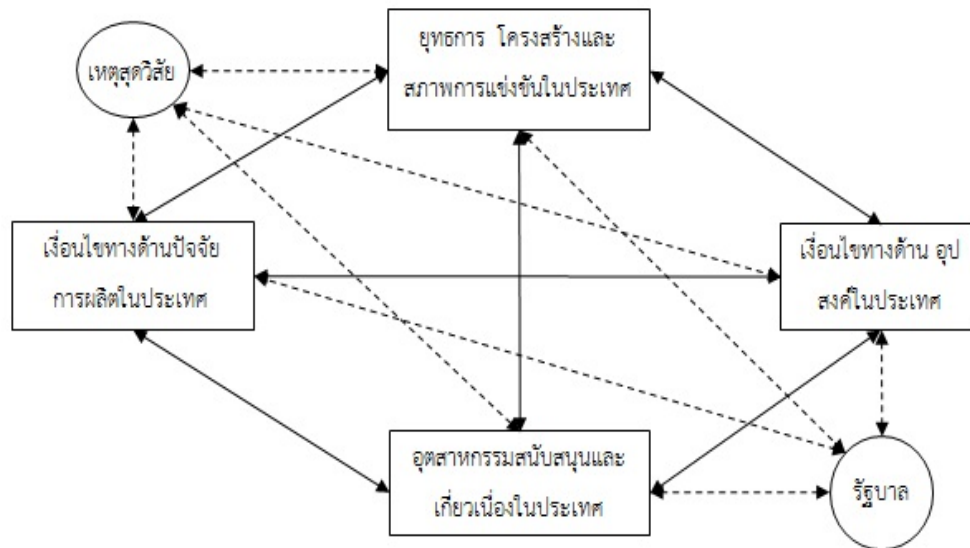 ยุทธการ โครงสร้างและ
สภาพการแข่งขันในประเทศ
เหตุสุดวิสัย
เงื่อนไขทางด้านปัจจัย
การผลิตในประเทศ
เงื่อนไขทางด้าน อุป
สงค์ในประเทศ
อุตสาหกรรมสนับสนุนและ
เกี่ยวเนื่องในประเทศ
รัฐบาล